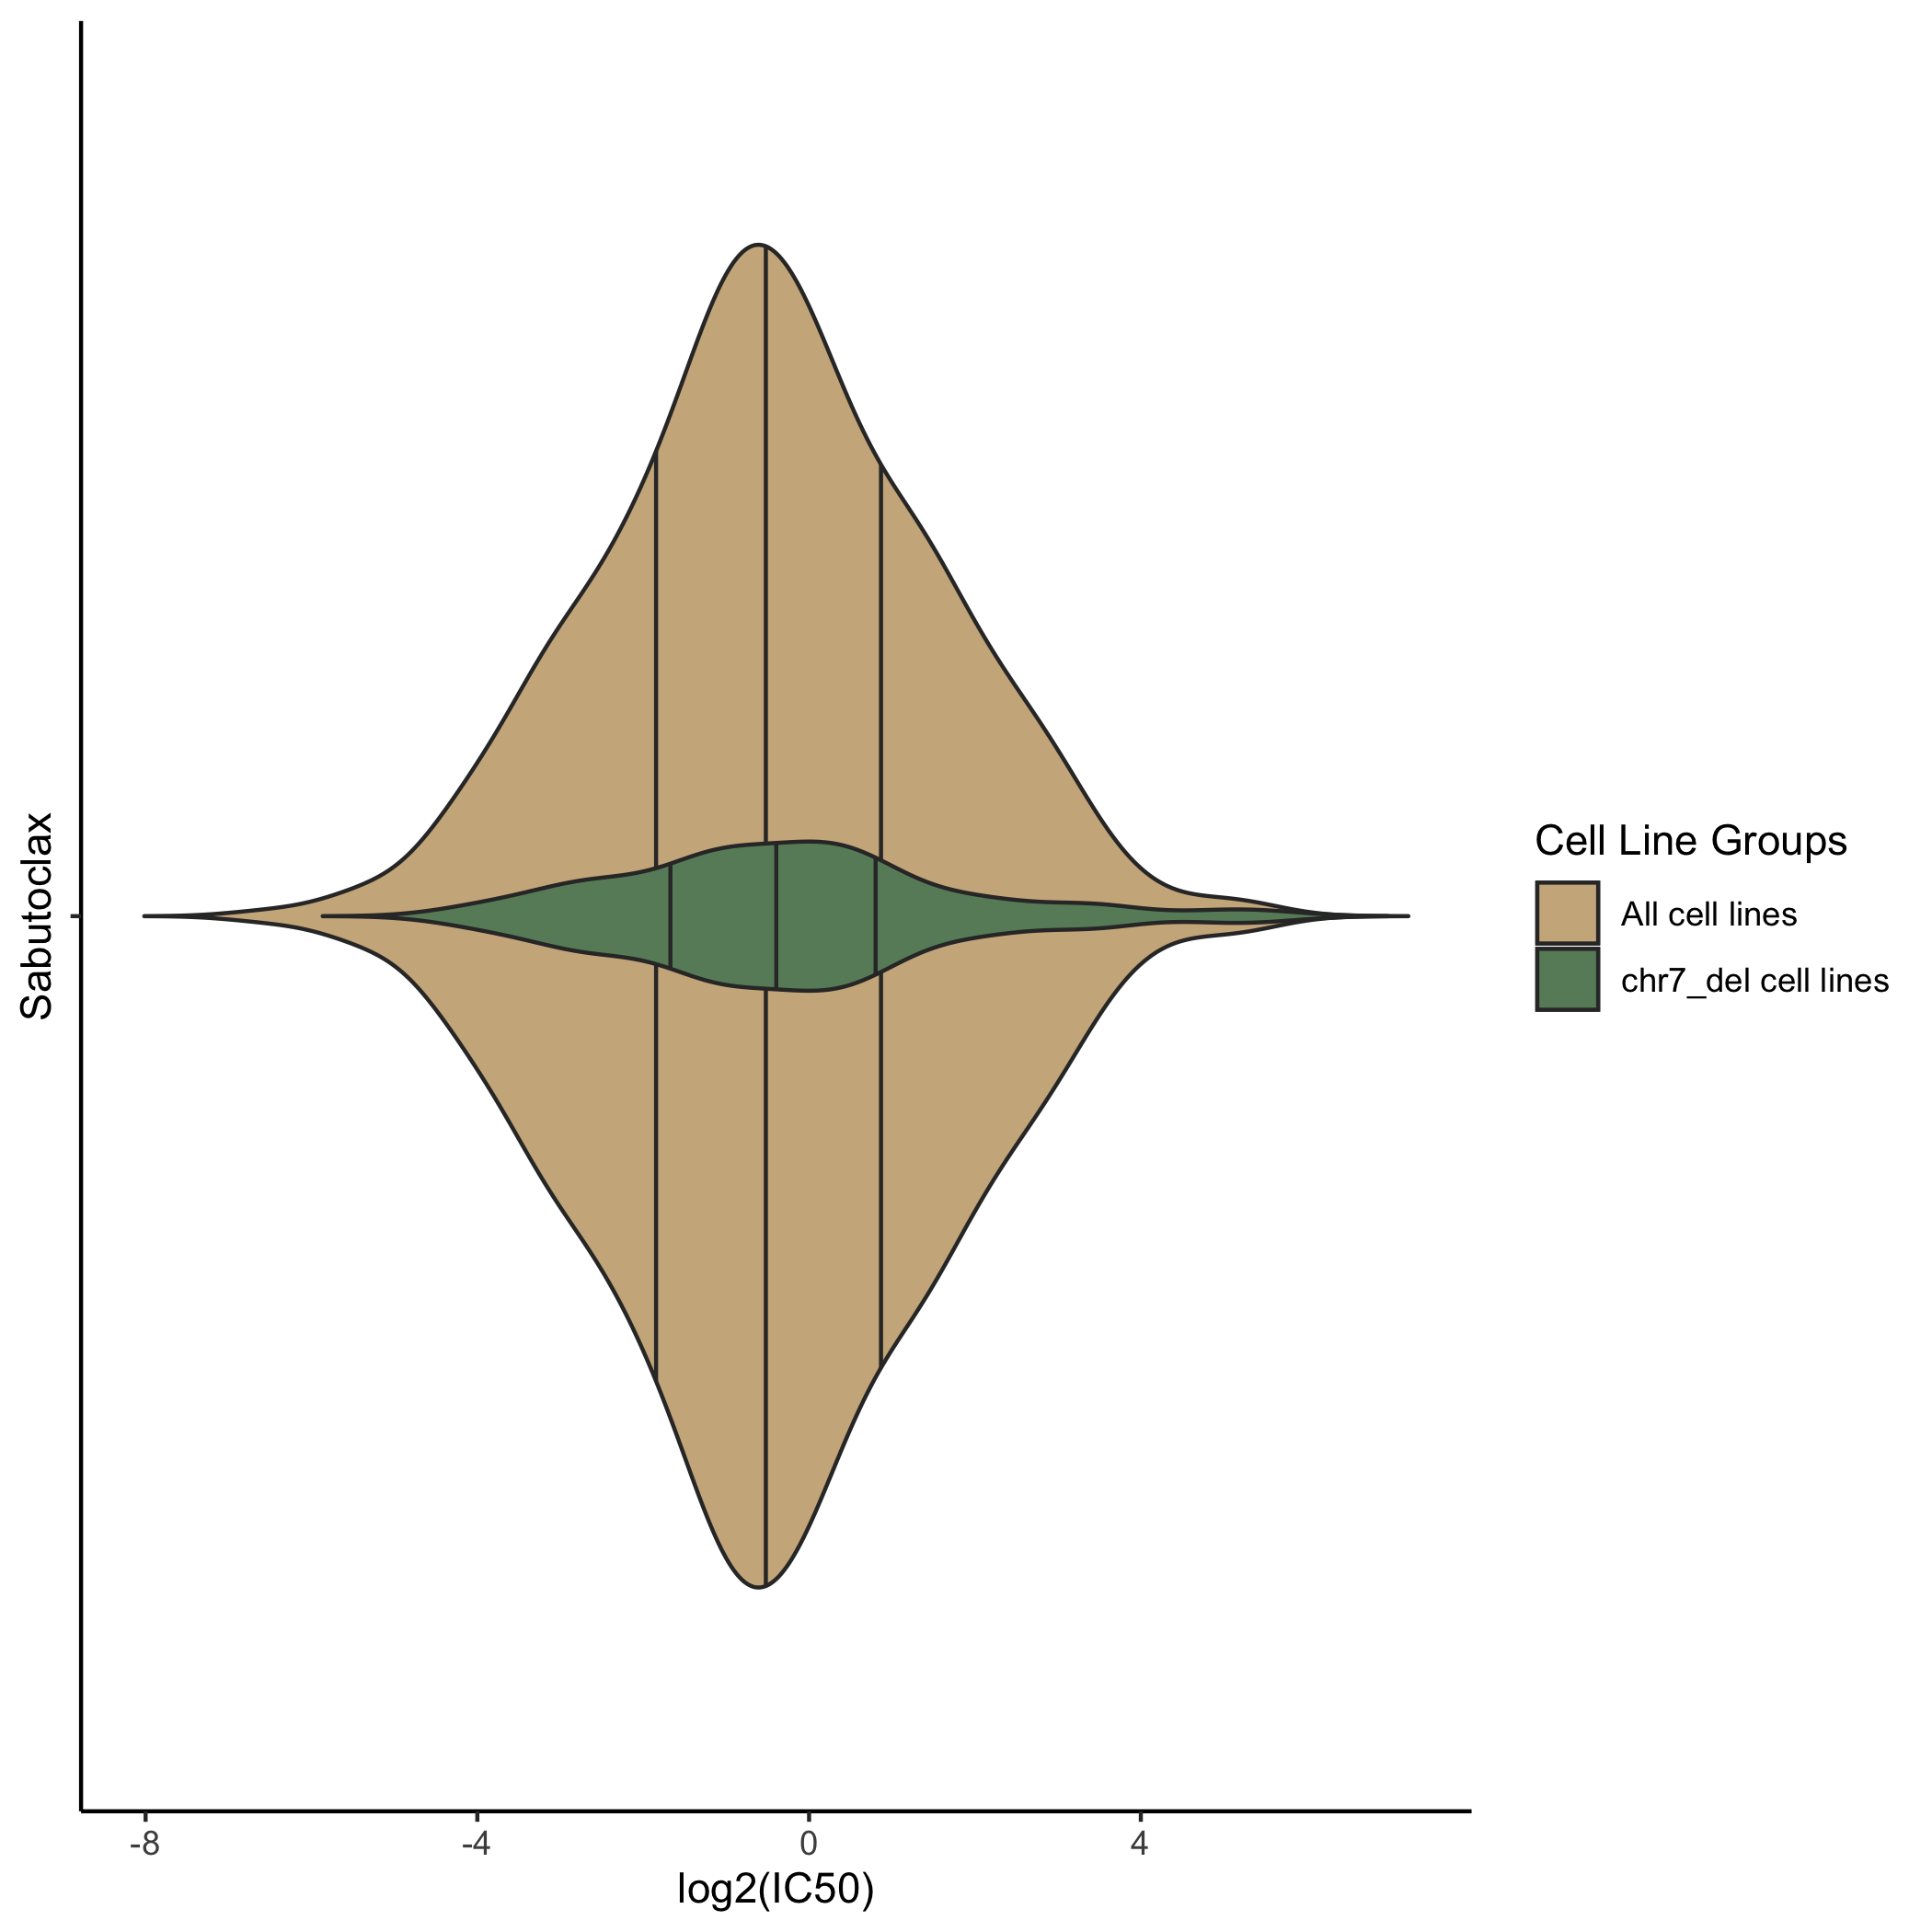 Sabutoclax
-8 -4 0 4
log2(IC50)
Cell Line Groups
All cell lines
chr7_del cell lines